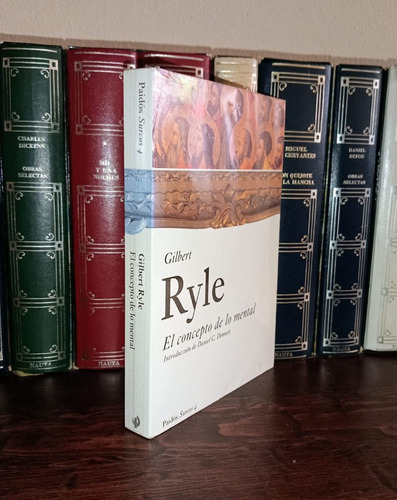 Gilbert
Ryle
El concepto de lo mental
Introducción de Daniel C. Dennett
Paidós Surcos 4
Paidós Surcos 4
Gilbert Ryle
El concepto de lo mental
CHARLES
DICKENS
OBRAS
SELECTAS
NAUTA
MIL
Y UNA
NOCHES
NAUTA
MIGUEL
CERVANTES
ON QUIJOTE
LA MANCHA
NAUTA
DANIEL
DEFOE
OBRAS
SELECTAS
NAUTA